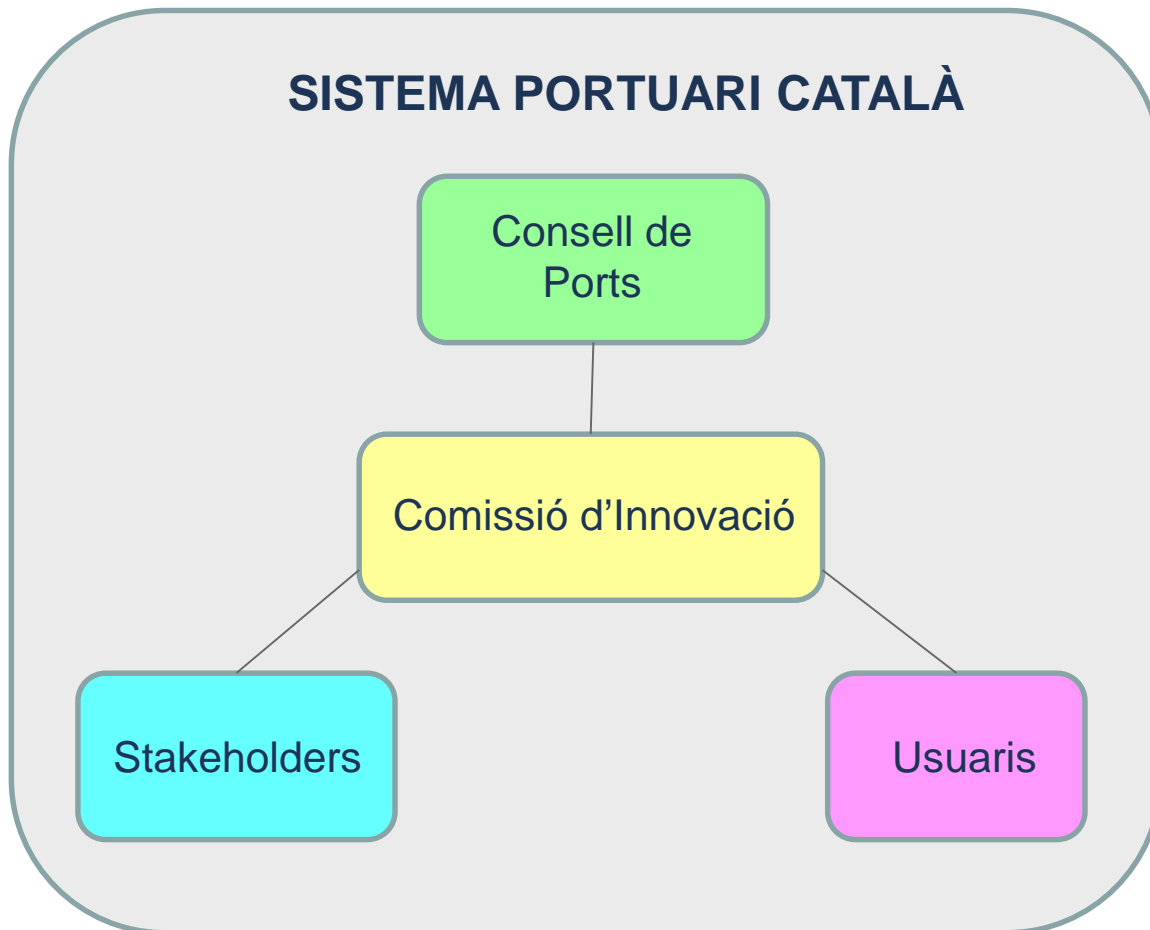 SISTEMA PORTUARI CATALÀ
Consell de
Ports
Comissió d’Innovació
Stakeholders
Usuaris